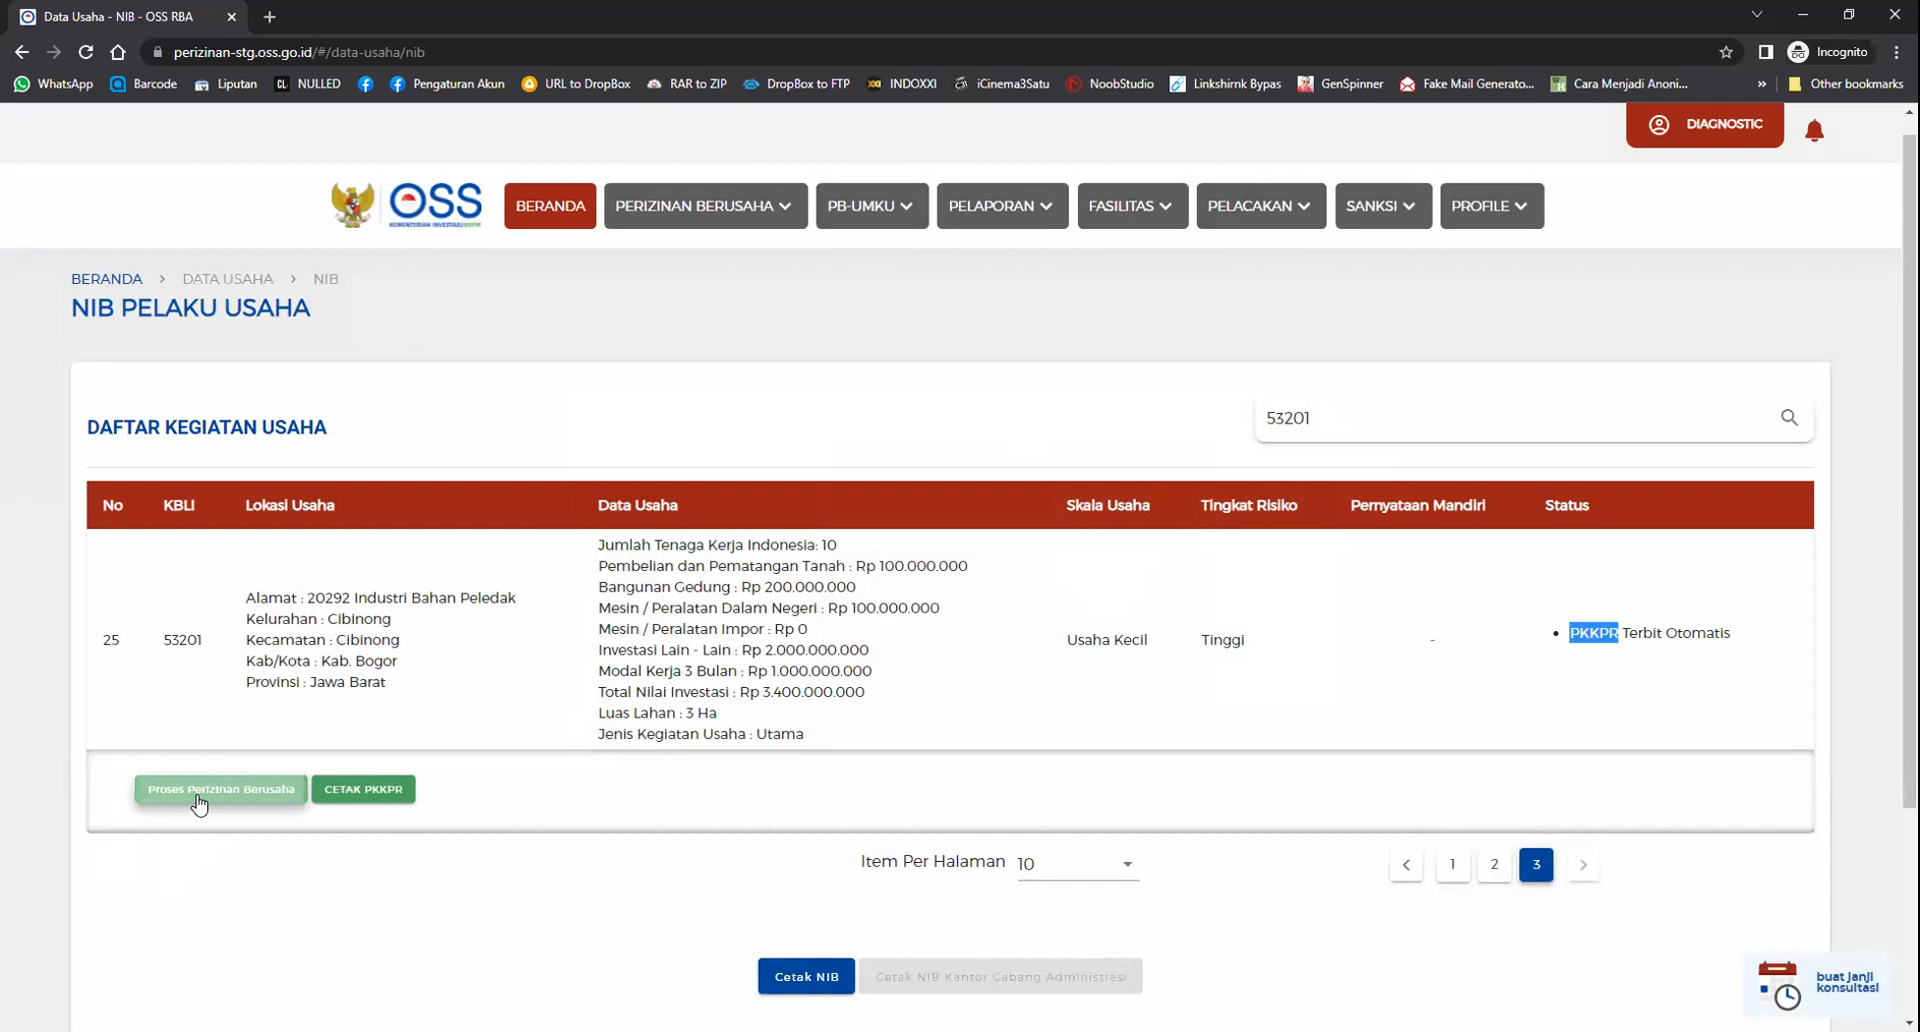 Data Usaha - NIB - OSS RBA
perizinan-stg.oss.go.id/#/data-usaha/nib
Incognito
WhatsApp
Barcode
Liputan
NULLED
Pengaturan Akun
URL to DropBox
RAR to ZIP
DropBox to FTP
INDOXXI
iCinema3Satu
NoobStudio
Linkshirnk Bypas
GenSpinner
Fake Mail Generato...
Cara Menjadi Anoni...
»
Other bookmarks
DIAGNOSTIC
OSS
KEMENTERIAN INVESTASI/BKPM
BERANDA
PERIZINAN BERUSAHA
PB-UMKU
PELAPORAN
FASILITAS
PELACAKAN
SANKSI
PROFILE
BERANDA > DATA USAHA > NIB
NIB PELAKU USAHA
DAFTAR KEGIATAN USAHA
53201
No KBLI Lokasi Usaha Data Usaha Skala Usaha Tingkat Risiko Pernyataan Mandiri Status
25
53201
Alamat : 20292 Industri Bahan Peledak
Kelurahan : Cibinong
Kecamatan : Cibinong
Kab/Kota : Kab. Bogor
Provinsi : Jawa Barat
Jumlah Tenaga Kerja Indonesia: 10
Pembelian dan Pematangan Tanah : Rp 100.000.000
Bangunan Gedung : Rp 200.000.000
Mesin / Peralatan Dalam Negeri : Rp 100.000.000
Mesin / Peralatan Impor : Rp 0
Investasi Lain - Lain : Rp 2.000.000.000
Modal Kerja 3 Bulan : Rp 1.000.000.000
Total Nilai Investasi : Rp 3.400.000.000
Luas Lahan : 3 Ha
Jenis Kegiatan Usaha : Utama
Usaha Kecil
Tinggi
-
• PKKPR Terbit Otomatis
Proses Perizinan Berusaha
CETAK PKKPR
Item Per Halaman 10
< 1 2 3 >
Cetak NIB
Cetak NIB Kantor Cabang Administrasi
buat janji
konsultasi